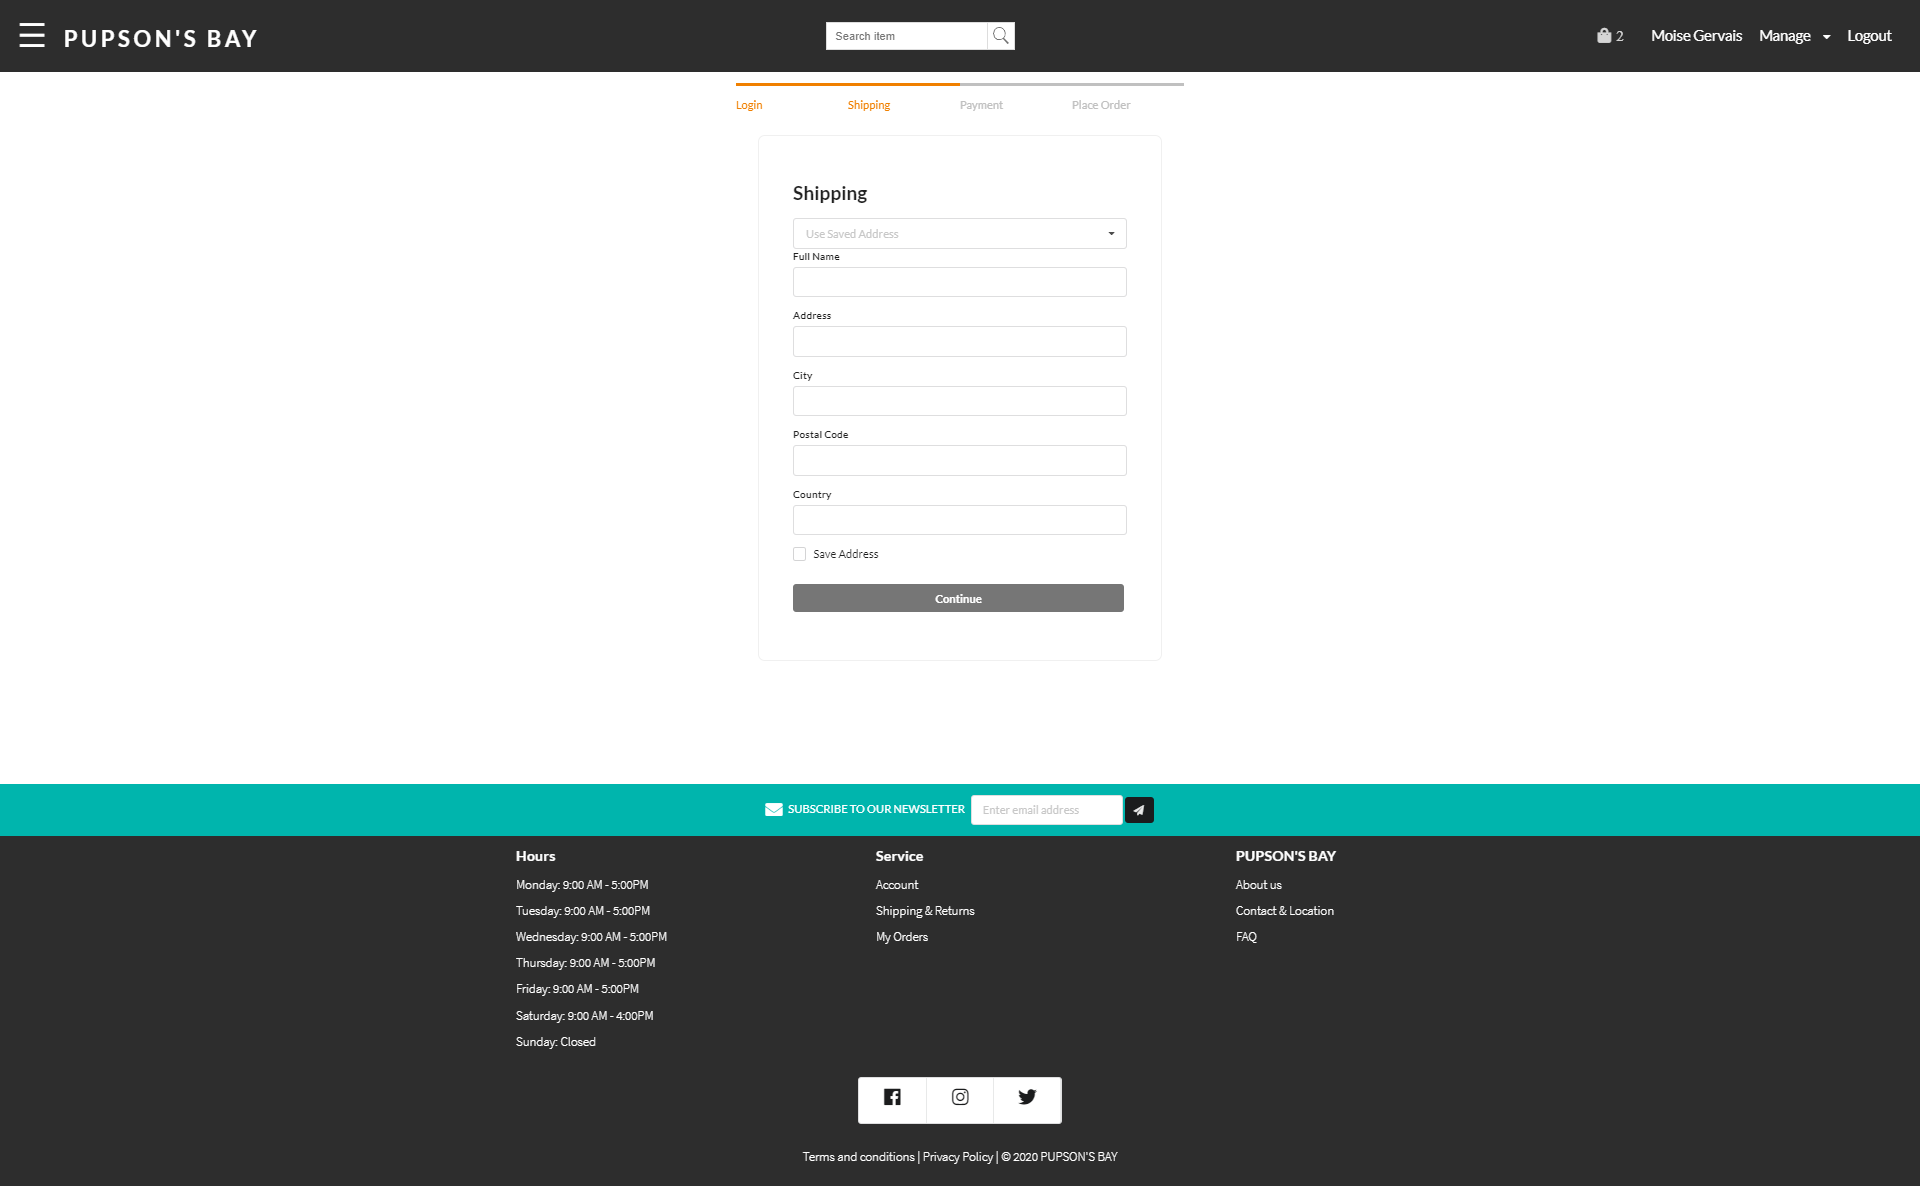 PUPSON'S BAY
Search item
2
Moise Gervais
Manage
Logout
Login
Shipping
Payment
Place Order
Shipping
Use Saved Address
Full Name
Address
City
Postal Code
Country
Save Address
Continue
SUBSCRIBE TO OUR NEWSLETTER
Enter email address
Hours
Monday: 9:00 AM - 5:00PM
Tuesday: 9:00 AM - 5:00PM
Wednesday: 9:00 AM - 5:00PM
Thursday: 9:00 AM - 5:00PM
Friday: 9:00 AM - 5:00PM
Saturday: 9:00 AM - 4:00PM
Sunday: Closed
Service
Account
Shipping & Returns
My Orders
PUPSON'S BAY
About us
Contact & Location
FAQ
Terms and conditions | Privacy Policy | © 2020 PUPSON'S BAY